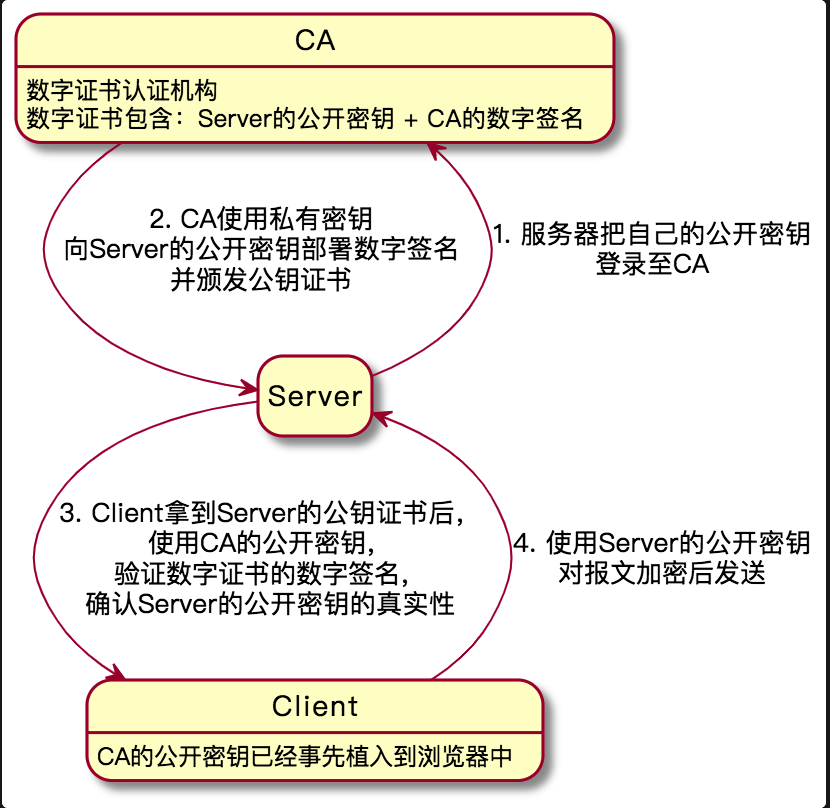 CA
数字证书认证机构
数字证书包含：Server的公开密钥 + CA的数字签名
2. CA使用私有密钥
向Server的公开密钥部署数字签名
并颁发公钥证书
1. 服务器把自己的公开密钥
登录至CA
Server
3. Client拿到Server的公钥证书后，
使用CA的公开密钥，
验证数字证书的数字签名，
确认Server的公开密钥的真实性
4. 使用Server的公开密钥
对报文加密后发送
Client
CA的公开密钥已经事先植入到浏览器中